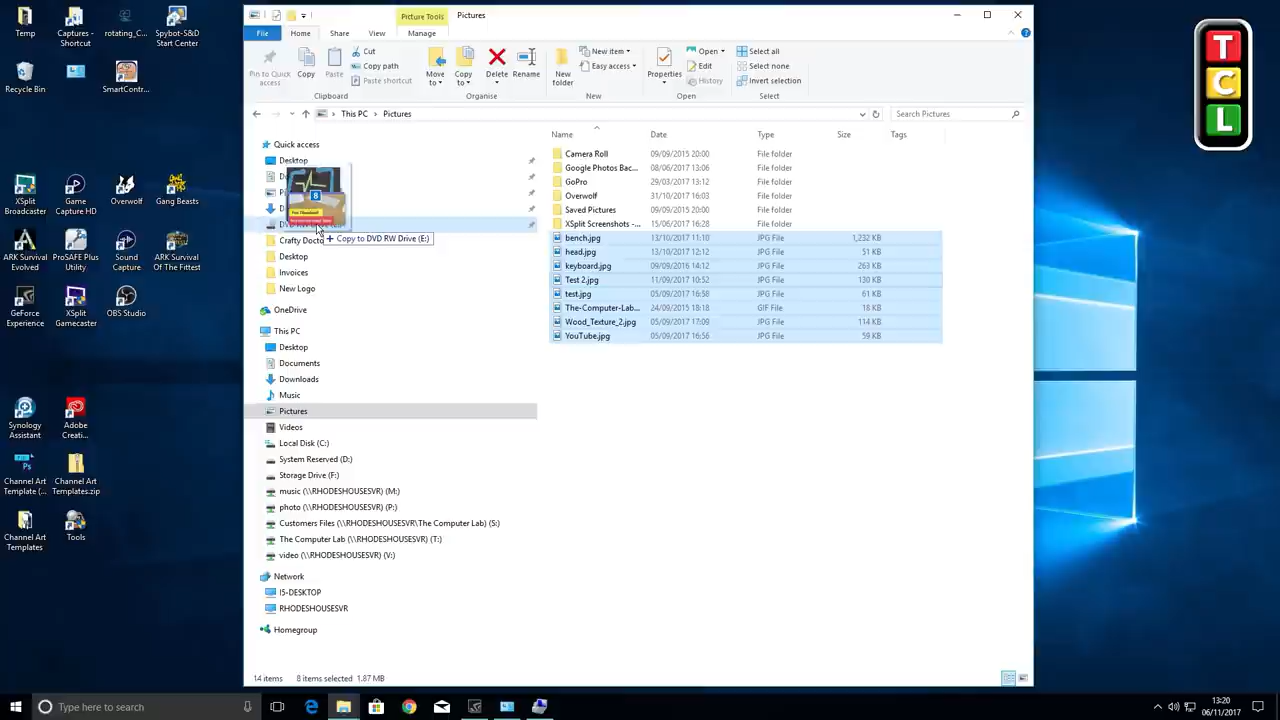 Temp
Captures - Shortcut
rotating_C...
Spybot-S&D Start Center
Recycle Bin
SmartContr...
XSplit Broadcaster
Game Capture HD
Gang Beasts
ARK Survival Evolved
PTGAFE Plus Utility
Sound Capture
ARK Survival Of The Fittest
GeForce Experience
XSplit Gamecaster
OBS Studio
Synology Assistant
Adobe Creati...
Channel Art Template (...
Channel Art Templates.zip
Channel Art Templates
Tools
Picture Tools
Pictures
File
Home
Share
View
Manage
Pin to Quick access
Copy
Paste
Cut
Copy path
Paste shortcut
Clipboard
Move to
Copy to
Delete
Rename
Organise
New folder
New item
Easy access
New
Properties
Open
Edit
History
Open
Select all
Select none
Invert selection
Select
This PC
Pictures
Search Pictures
Quick access
Desktop
8
Copy to DVD RW Drive (E:)
Desktop
Invoices
New Logo
OneDrive
This PC
Desktop
Documents
Downloads
Music
Pictures
Videos
Local Disk (C:)
System Reserved (D:)
Storage Drive (F:)
music (\\RHODESHOUSESVR) (M:)
photo (\\RHODESHOUSESVR) (P:)
Customers Files (\\RHODESHOUSESVR\The Computer Lab) (S:)
The Computer Lab (\\RHODESHOUSESVR) (T:)
video (\\RHODESHOUSESVR) (V:)
Network
I5-DESKTOP
RHODESHOUSESVR
Homegroup
Name Date Type Size Tags
Camera Roll 09/09/2015 20:00 File folder
Google Photos Bac... 08/06/2017 13:06 File folder
GoPro 29/03/2017 13:12 File folder
Overwolf 31/10/2017 16:03 File folder
Saved Pictures 09/09/2015 20:00 File folder
XSplit Screenshots -... 15/06/2017 16:28 File folder
bench.jpg 13/10/2017 11:10 JPG File 1,232 KB
head.jpg 13/10/2017 12:12 JPG File 51 KB
keyboard.jpg 09/09/2016 14:12 JPG File 263 KB
Test 2.jpg 11/09/2017 10:52 JPG File 130 KB
test.jpg 05/09/2017 16:58 JPG File 61 KB
The-Computer-Lab... 24/09/2015 18:18 GIF File 18 KB
Wood_Texture_2.jpg 05/09/2017 17:09 JPG File 114 KB
YouTube.jpg 05/09/2017 16:56 JPG File 59 KB
14 items 8 items selected 1.87 MB
Type here to search
13:20
06/11/2017
T
C
L